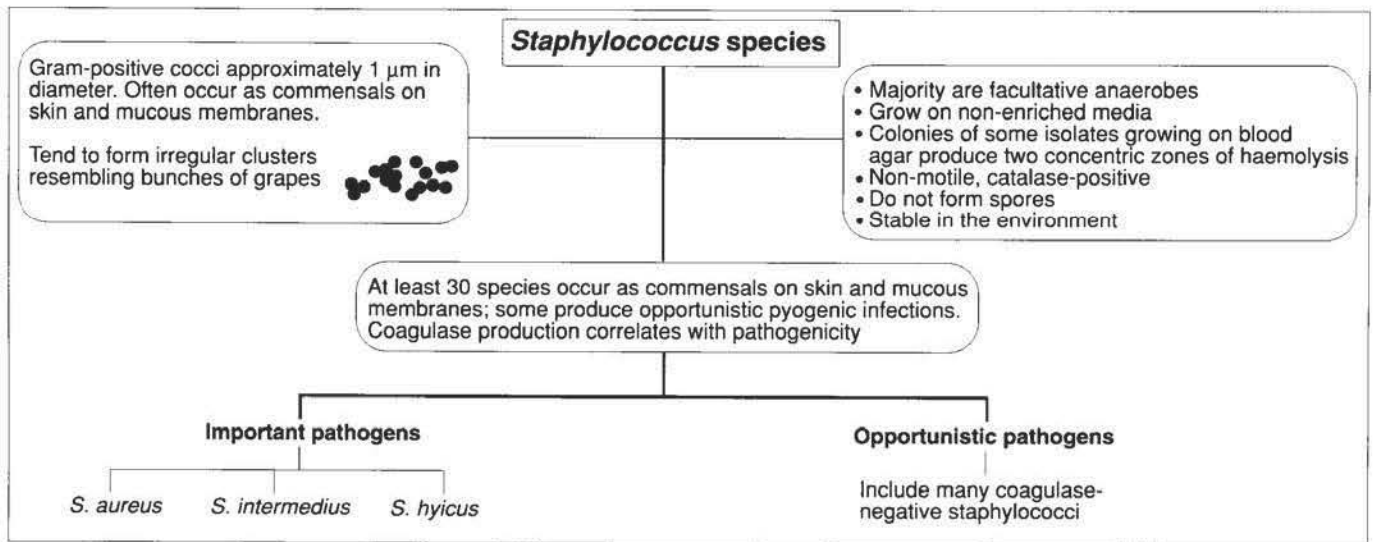 Staphylococcus species
Gram-positive cocci approximately 1 µm in
diameter. Often occur as commensals on
skin and mucous membranes.
Tend to form irregular clusters
resembling bunches of grapes
• Majority are facultative anaerobes
• Grow on non-enriched media
• Colonies of some isolates growing on blood
agar produce two concentric zones of haemolysis
• Non-motile, catalase-positive
• Do not form spores
• Stable in the environment
At least 30 species occur as commensals on skin and mucous
membranes; some produce opportunistic pyogenic infections.
Coagulase production correlates with pathogenicity
Important pathogens
S. aureus
S. intermedius
S. hyicus
Opportunistic pathogens
Include many coagulase-
negative staphylococci